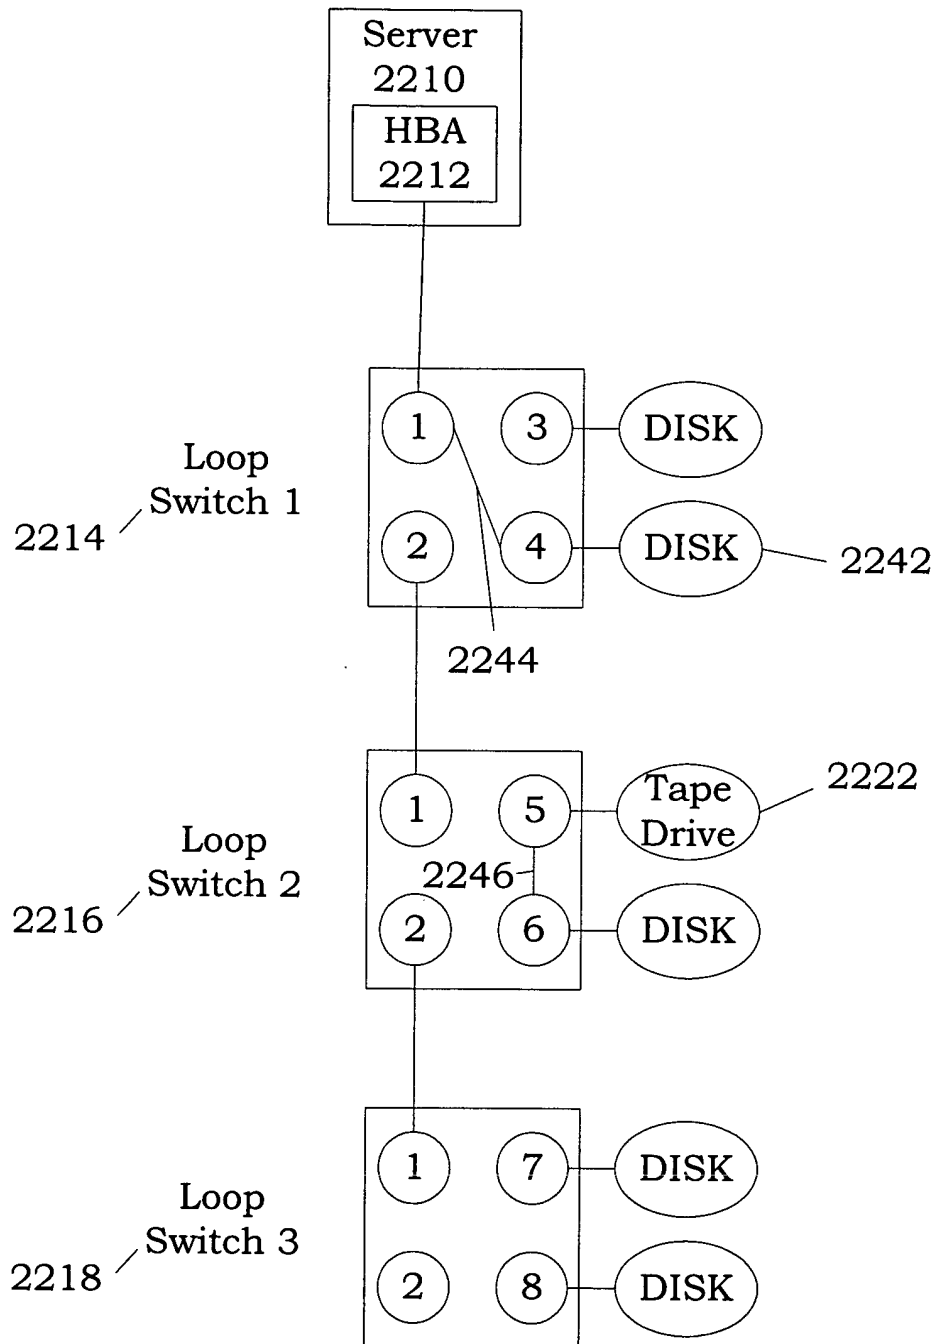 Server
2210
HBA
2212
1
3
DISK
Loop
Switch 1
2214
2
4
DISK
2242
2244
1
5
Tape
Drive
2222
Loop
Switch 2
2216
2246
2
6
DISK
1
7
DISK
Loop
Switch 3
2218
2
8
DISK